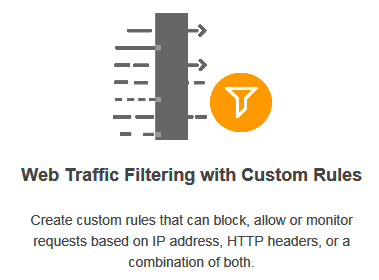 Web Traffic Filtering with Custom Rules
Create custom rules that can block, allow or monitor
requests based on IP address, HTTP headers, or a
combination of both.